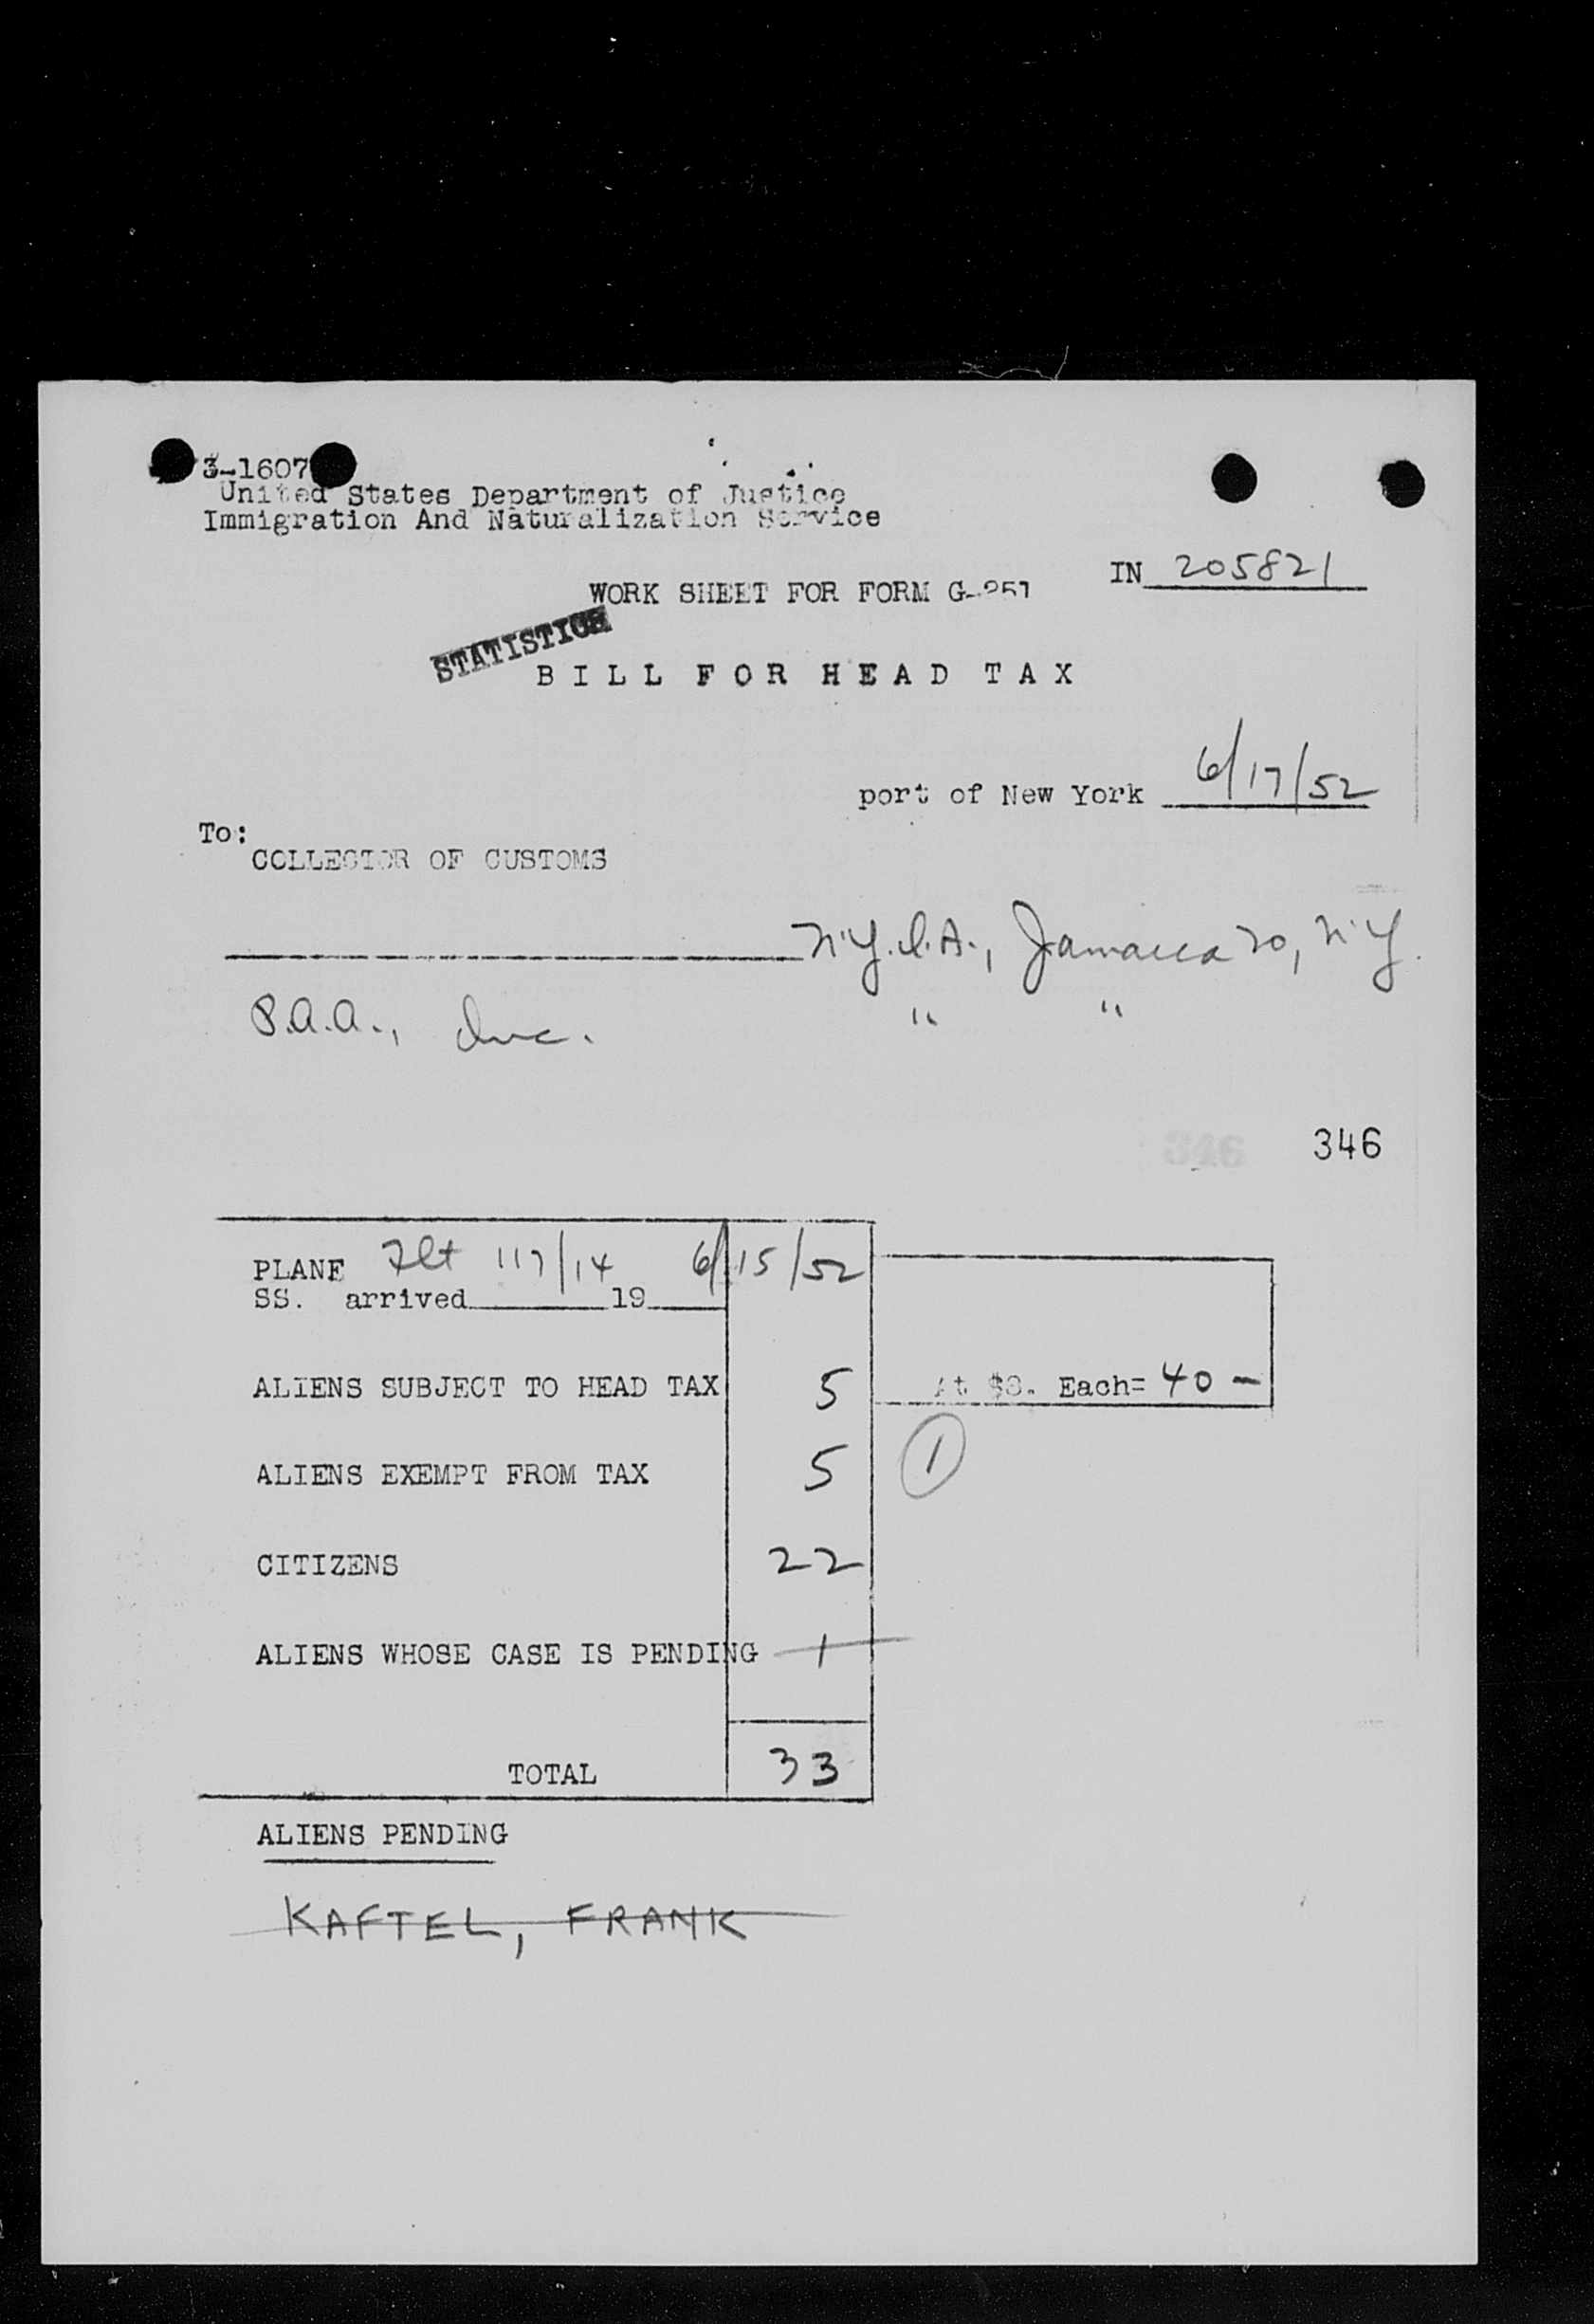 3-1607
United States Department of Justice
Immigration And Naturalization Service
IN 205821
WORK SHEET FOR FORM G-251
STATISTICS
BILL FOR HEAD TAX
port of New York 6/17/52
To:
COLLECTOR OF CUSTOMS
N.Y.I.A., Jamaica 30, N.Y.
P.A.A., Inc. " "
346 346
PLANE Flt 117/14 6/15/52
SS. arrived 19
ALIENS SUBJECT TO HEAD TAX 5 At $8. Each= 40 -
ALIENS EXEMPT FROM TAX 5 1
CITIZENS 22
ALIENS WHOSE CASE IS PENDING 1
TOTAL 33
ALIENS PENDING
KAFTEL, FRANK